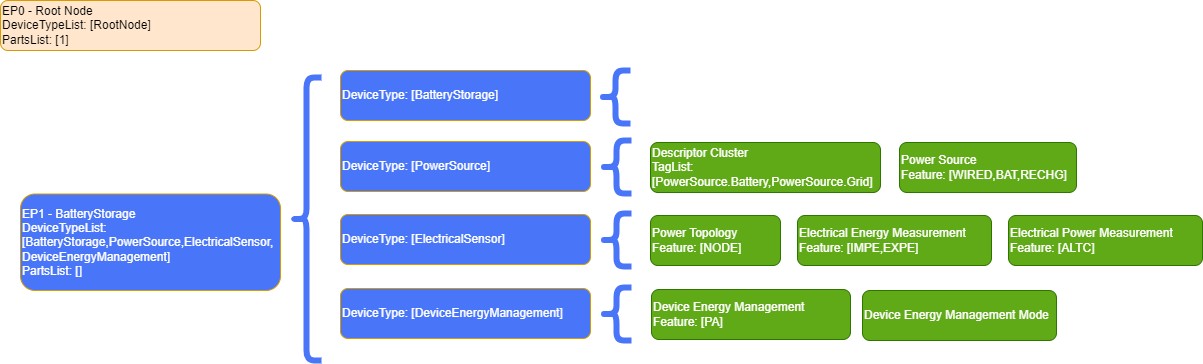 EP0 - Root Node
DeviceTypeList: [RootNode]
PartsList: [1]
DeviceType: [BatteryStorage]
DeviceType: [PowerSource]
Descriptor Cluster
TagList:
[PowerSource.Battery,PowerSource.Grid]
Power Source
Feature: [WIRED,BAT,RECHG]
EP1 - BatteryStorage
DeviceTypeList:
[BatteryStorage,PowerSource,ElectricalSensor,
DeviceEnergyManagement]
PartsList: []
DeviceType: [ElectricalSensor]
Power Topology
Feature: [NODE]
Electrical Energy Measurement
Feature: [IMPE,EXPE]
Electrical Power Measurement
Feature: [ALTC]
DeviceType: [DeviceEnergyManagement]
Device Energy Management
Feature: [PA]
Device Energy Management Mode